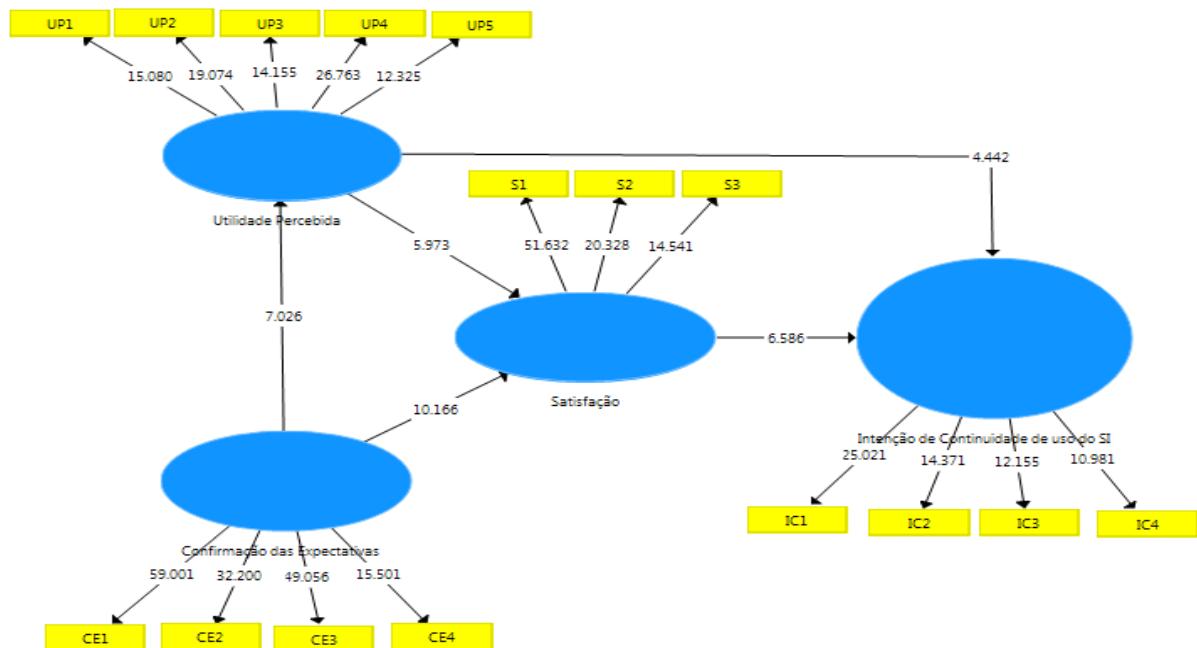 UP1
UP2
UP3
UP4
UP5
15.080
19.074
14.155
26.763
12.325
4.442
Utilidade Percebida
S1
S2
S3
5.973
51.632
20.328
14.541
7.026
6.586
Satisfação
10.166
Intenção de Continuidade de uso do SI
25.021
14.371
12.155
10.981
IC1
IC2
IC3
IC4
Confirmação das Expectativas
59.001
32.200
49.056
15.501
CE1
CE2
CE3
CE4